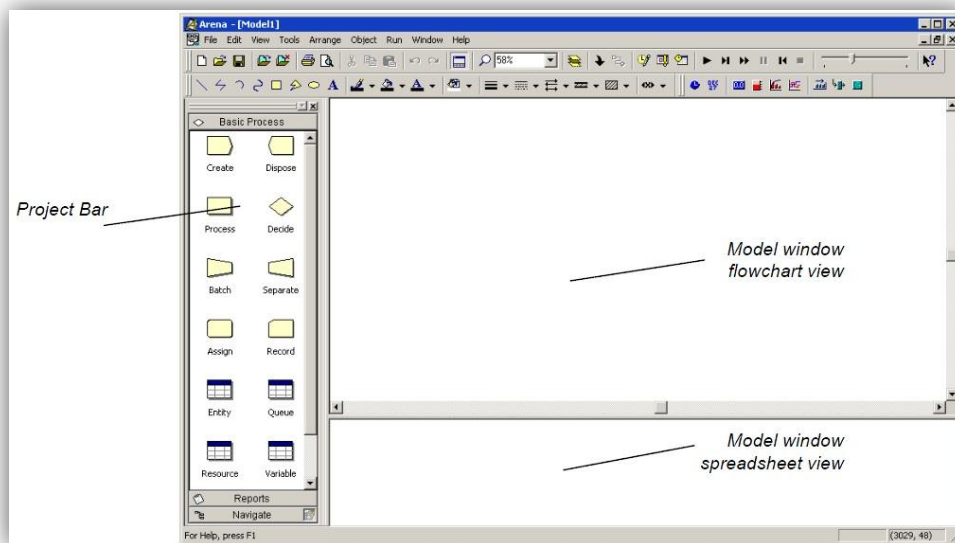 Arena - [Model1]
File Edit View Tools Arrange Object Run Window Help
58%
A A
Basic Process
Create Dispose
Process Decide
Batch Separate
Assign Record
Entity Queue
Resource Variable
Reports
Navigate
For Help, press F1
(3029, 48)
Project Bar
Model window
flowchart view
Model window
spreadsheet view